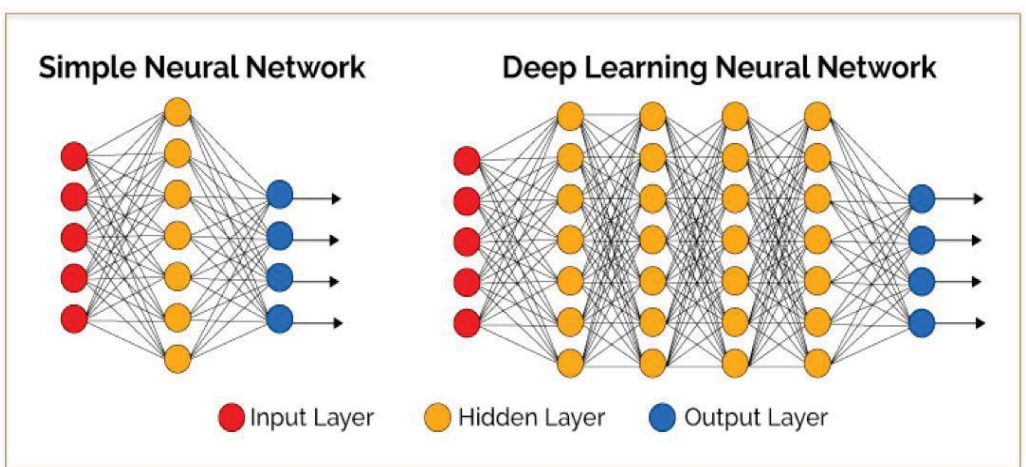 Simple Neural Network
Deep Learning Neural Network
Input Layer
Hidden Layer
Output Layer